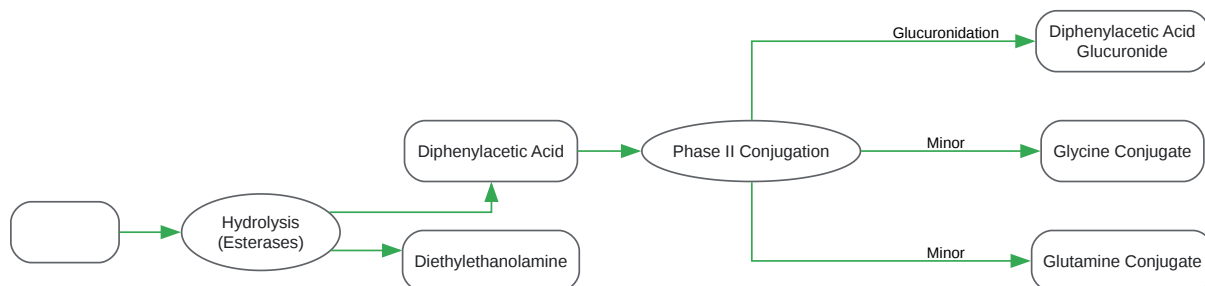 Glucuronidation
Diphenylacetic Acid
Glucuronide
Diphenylacetic Acid
Phase II Conjugation
Minor
Glycine Conjugate
Hydrolysis
(Esterases)
Diethylethanolamine
Minor
Glutamine Conjugate